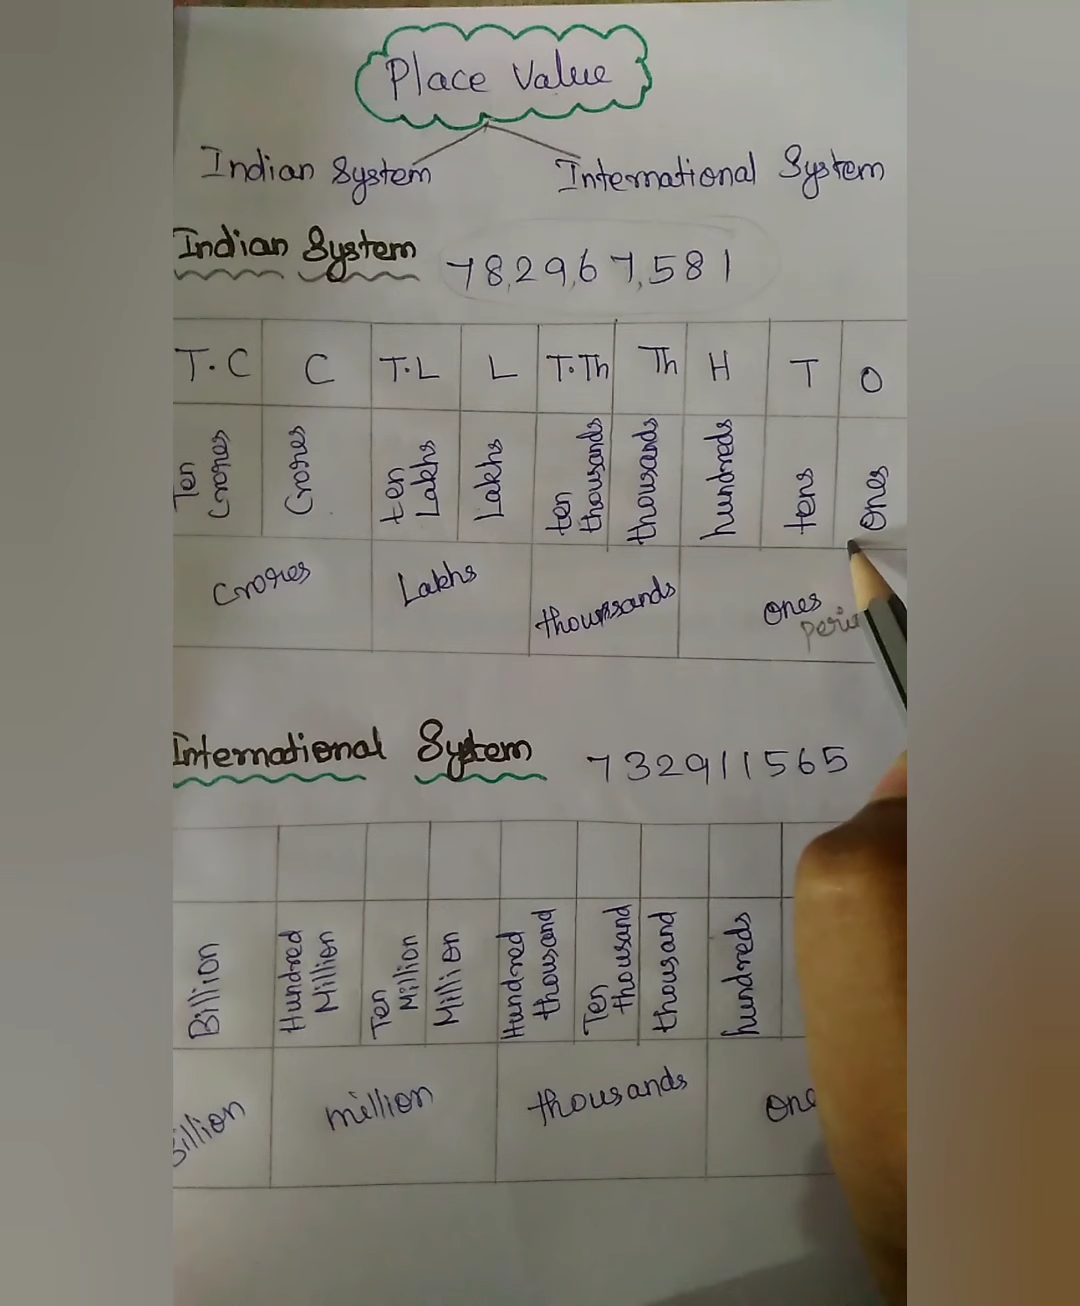 Place Value
Indian System International System
Indian System 78,29,67,581
T.C C T.L L T.Th Th H T O
Ten Crores Crores ten Lakhs Lakhs ten thousands thousands hundreds tens ones
Crores Lakhs thousands ones
International System 732911565
Billion Hundred Million Ten Million Million Hundred thousand Ten thousand thousand hundreds
Billion million thousands